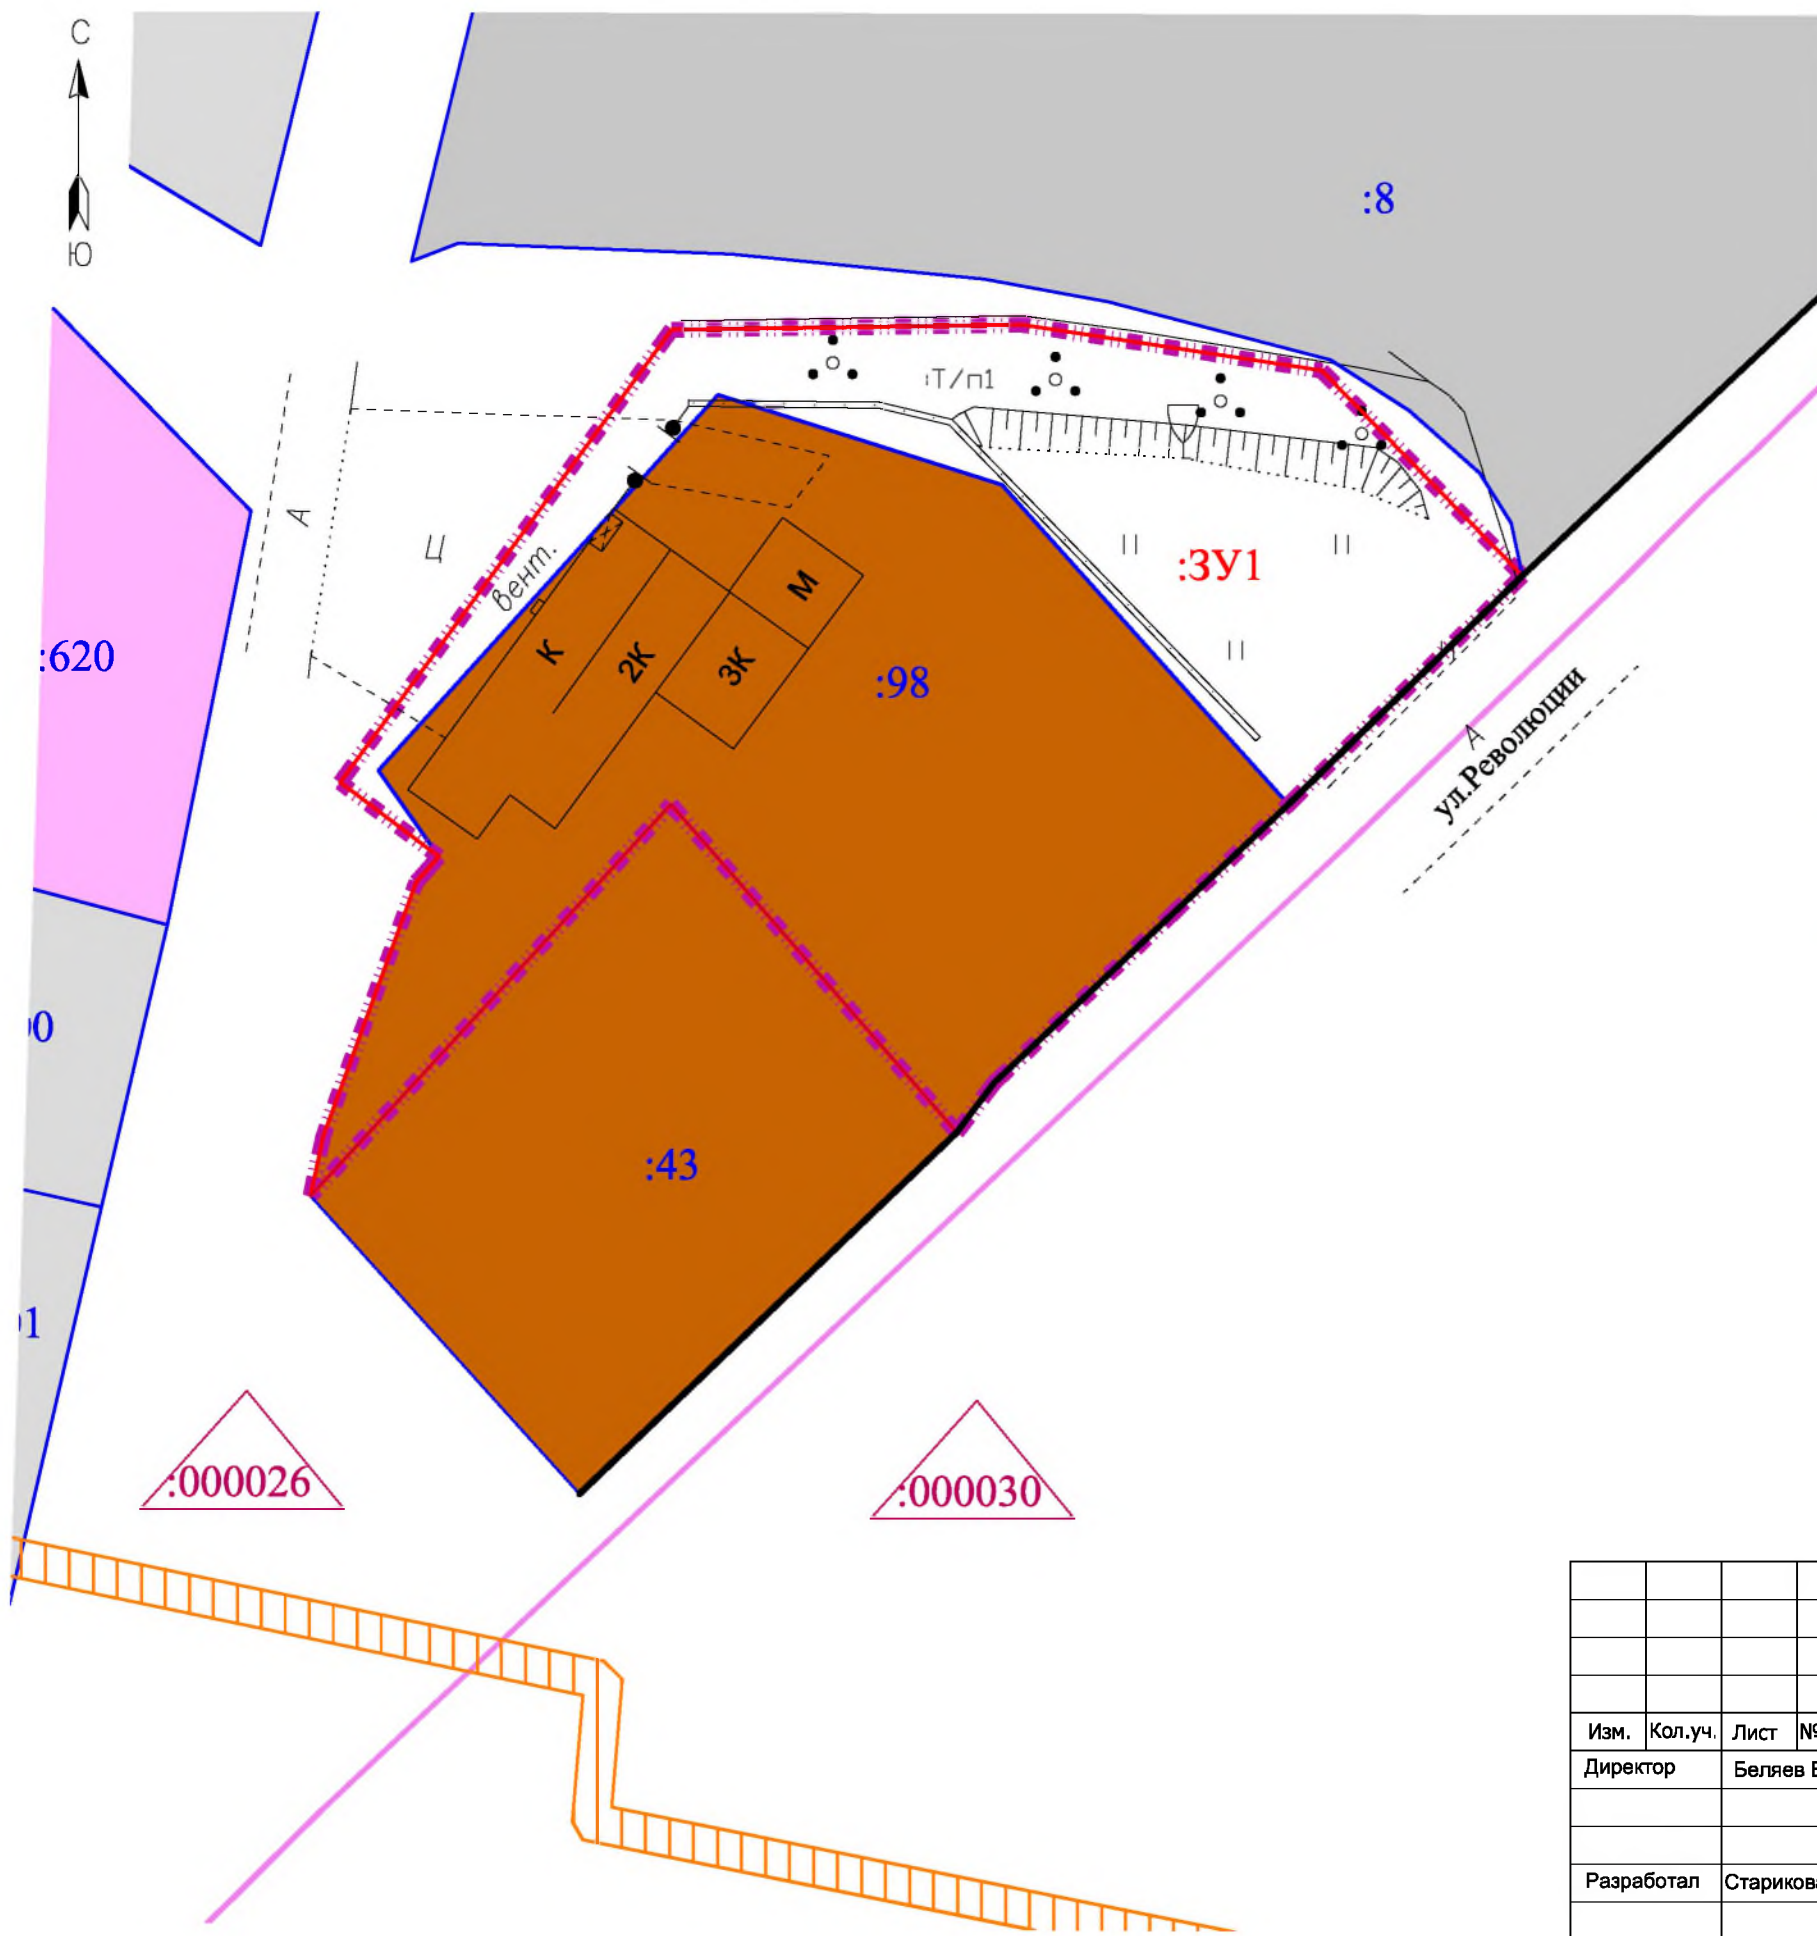 С
Ю
:8
Т/п1
А
Ц
вент.
:ЗУ1
М
К
2К
3К
:620
:98
А
ул.Революции
:43
:000026
:000030
Изм. Кол.уч. Лист
Директор Беляев
Разработал